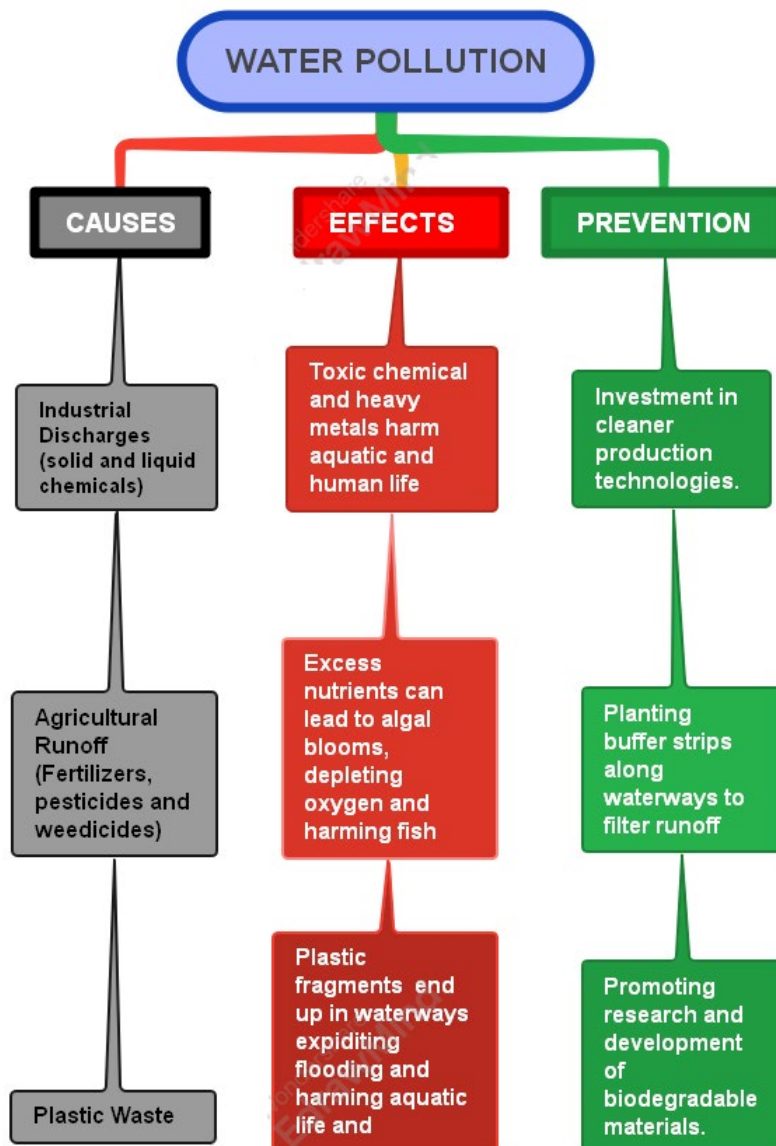 WATER POLLUTION
CAUSES
EFFECTS
PREVENTION
Industrial
Discharges
(solid and liquid
chemicals)
Toxic chemical
and heavy
metals harm
aquatic and
human life
Investment in
cleaner
production
technologies.
Agricultural
Runoff
(Fertilizers,
pesticides and
weedicides)
Excess
nutrients can
lead to algal
blooms,
depleting
oxygen and
harming fish
Planting
buffer strips
along
waterways to
filter runoff
Plastic Waste
Plastic
fragments end
up in waterways
expiditing
flooding and
harming aquatic
life and
Promoting
research and
development
of
biodegradable
materials.